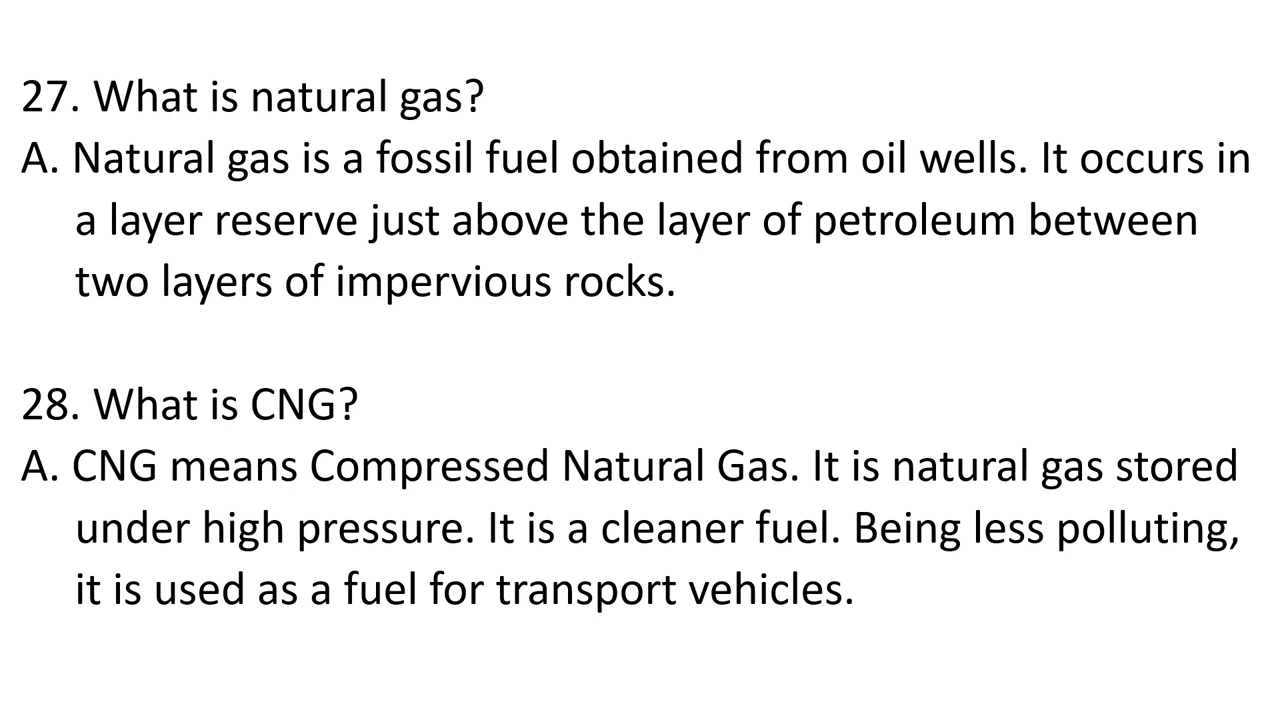 27. What is natural gas?
A. Natural gas is a fossil fuel obtained from oil wells. It occurs in
a layer reserve just above the layer of petroleum between
two layers of impervious rocks.
28. What is CNG?
A. CNG means Compressed Natural Gas. It is natural gas stored
under high pressure. It is a cleaner fuel. Being less polluting,
it is used as a fuel for transport vehicles.